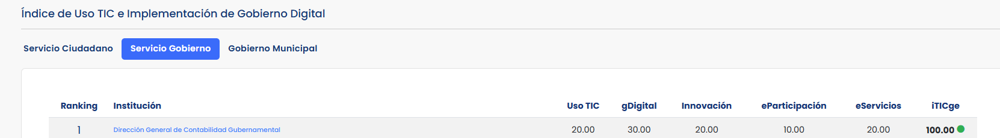 Índice de Uso TIC e Implementación de Gobierno Digital
Servicio Ciudadano Servicio Gobierno Gobierno Municipal
Ranking Institución Uso TIC gDigital Innovación eParticipación eServicios iTICge
1 Dirección General de Contabilidad Gubernamental 20.00 30.00 20.00 10.00 20.00 100.00